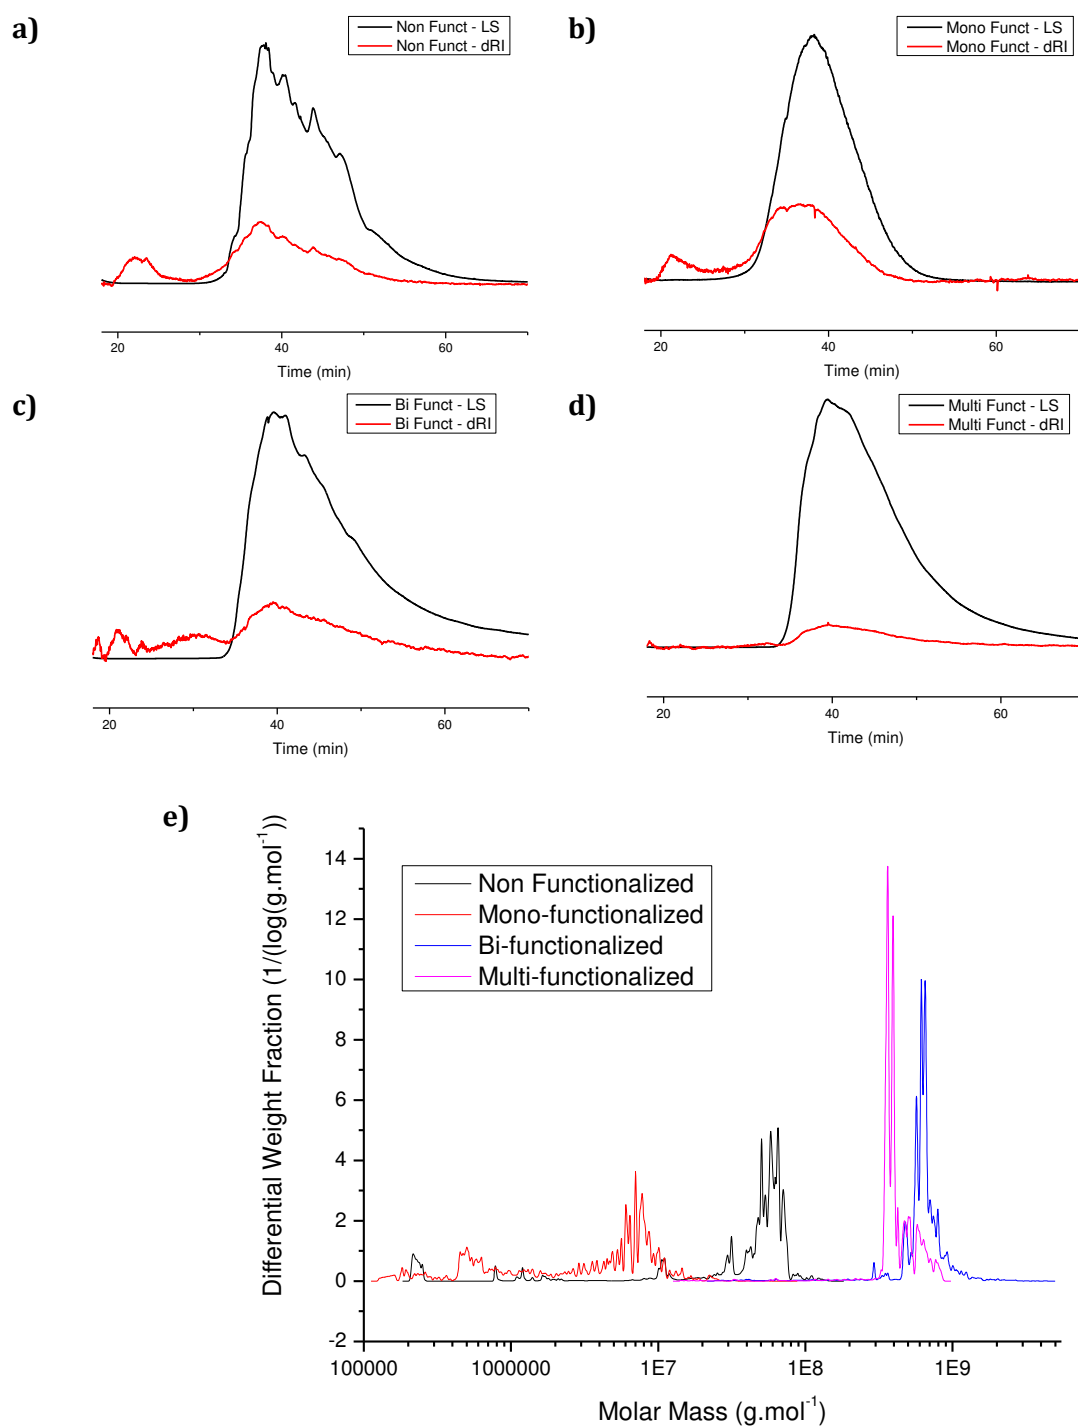 a)
Non Funct - LS
Non Funct - dRI
20
40
60
Time (min)
b)
Mono Funct - LS
Mono Funct - dRI
20
40
60
Time (min)
c)
Bi Funct - LS
Bi Funct - dRI
20
40
60
Time (min)
d)
Multi Funct - LS
Multi Funct - dRI
20
40
60
Time (min)
e)
Differential Weight Fraction (1/(log(g.mol⁻¹))
14
12
10
8
6
4
2
0
-2
Non Functionalized
Mono-functionalized
Bi-functionalized
Multi-functionalized
100000
1000000
1E7
1E8
1E9
Molar Mass (g.mol⁻¹)